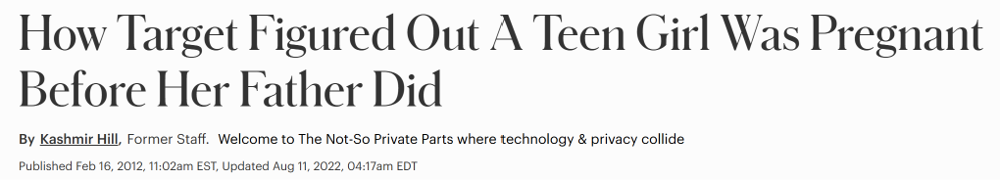 How Target Figured Out A Teen Girl Was Pregnant
Before Her Father Did
By Kashmir Hill, Former Staff. Welcome to The Not-So Private Parts where technology & privacy collide
Published Feb 16, 2012, 11:02am EST, Updated Aug 11, 2022, 04:17am EDT